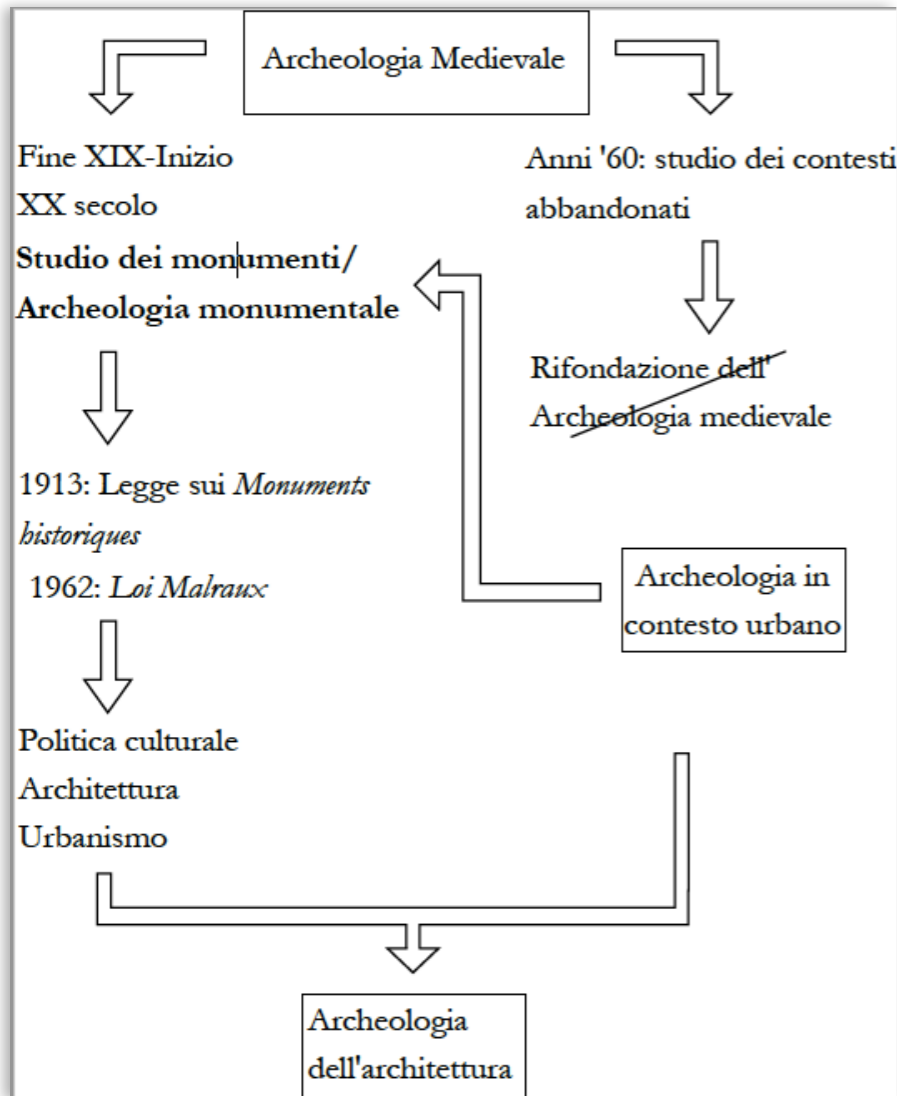 Archeologia Medievale
Fine XIX-Inizio
XX secolo
Studio dei monumenti/
Archeologia monumentale
1913: Legge sui Monuments
historiques
1962: Loi Malraux
Politica culturale
Architettura
Urbanismo
Anni '60: studio dei contesti
abbandonati
Rifondazione dell'
Archeologia medievale
Archeologia in
contesto urbano
Archeologia
dell'architettura